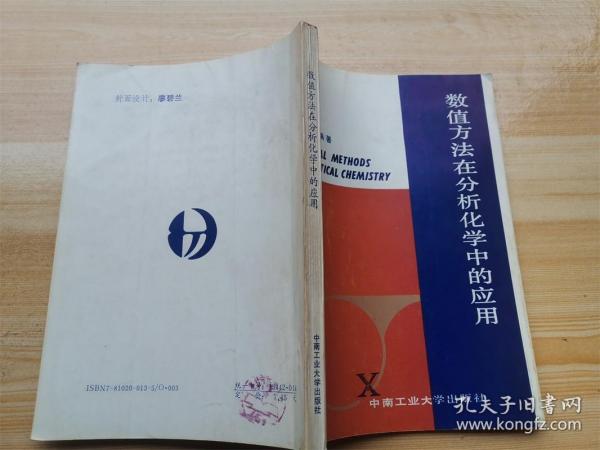 封面设计：廖碧兰
ISBN7-81020-013-5/O·003
数值方法在分析化学中的应用
中南工业大学出版社
著
METHODS
TICAL CHEMISTRY
数值方法在分析化学中的应用
X
中南工业大学出版社
孔夫子旧书网
www.kongfz.com